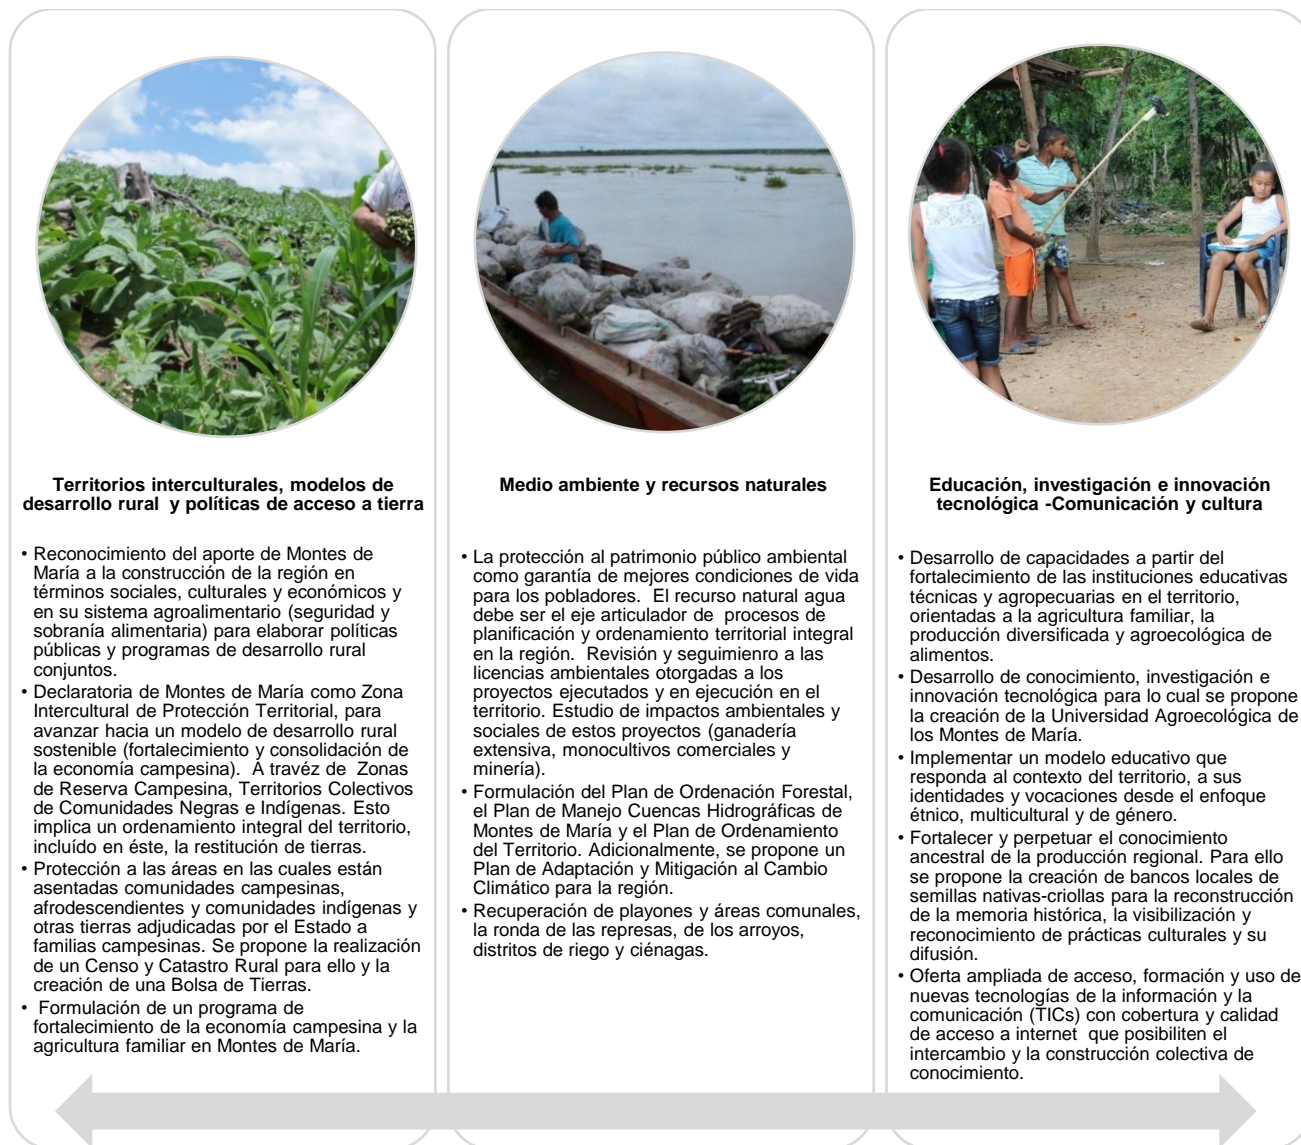 Territorios interculturales, modelos de
desarrollo rural  y políticas de acceso a tierra
• Reconocimiento del aporte de Montes de
María a la construcción de la región en
términos sociales, culturales y económicos y
en su sistema agroalimentario (seguridad y
sobranía alimentaria) para elaborar políticas
públicas y programas de desarrollo rural
conjuntos.
• Declaratoria de Montes de María como Zona
Intercultural de Protección Territorial, para
avanzar hacia un modelo de desarrollo rural
sostenible (fortalecimiento y consolidación de
la economía campesina).  A travéz de  Zonas
de Reserva Campesina, Territorios Colectivos
de Comunidades Negras e Indígenas. Esto
implica un ordenamiento integral del territorio,
incluído en éste, la restitución de tierras.
• Protección a las áreas en las cuales están
asentadas comunidades campesinas,
afrodescendientes y comunidades indígenas y
otras tierras adjudicadas por el Estado a
familias campesinas. Se propone la realización
de un Censo y Catastro Rural para ello y la
creación de una Bolsa de Tierras.
•  Formulación de un programa de
fortalecimiento de la economía campesina y la
agricultura familiar en Montes de María.
Medio ambiente y recursos naturales
• La protección al patrimonio público ambiental
como garantía de mejores condiciones de vida
para los pobladores.  El recurso natural agua
debe ser el eje articulador de  procesos de
planificación y ordenamiento territorial integral
en la región.  Revisión y seguimienro a las
licencias ambientales otorgadas a los
proyectos ejecutados y en ejecución en el
territorio. Estudio de impactos ambientales y
sociales de estos proyectos (ganadería
extensiva, monocultivos comerciales y
minería).
• Formulación del Plan de Ordenación Forestal,
el Plan de Manejo Cuencas Hidrográficas de
Montes de María y el Plan de Ordenamiento
del Territorio. Adicionalmente, se propone un
Plan de Adaptación y Mitigación al Cambio
Climático para la región.
• Recuperación de playones y áreas comunales,
la ronda de las represas, de los arroyos,
distritos de riego y ciénagas.
Educación, investigación e innovación
tecnológica -Comunicación y cultura
• Desarrollo de capacidades a partir del
fortalecimiento de las instituciones educativas
técnicas y agropecuarias en el territorio,
orientadas a la agricultura familiar, la
producción diversificada y agroecológica de
alimentos.
• Desarrollo de conocimiento, investigación e
innovación tecnológica para lo cual se propone
la creación de la Universidad Agroecológica de
los Montes de María.
• Implementar un modelo educativo que
responda al contexto del territorio, a sus
identidades y vocaciones desde el enfoque
étnico, multicultural y de género.
• Fortalecer y perpetuar el conocimiento
ancestral de la producción regional. Para ello
se propone la creación de bancos locales de
semillas nativas-criollas para la reconstrucción
de la memoria histórica, la visibilización y
reconocimiento de prácticas culturales y su
difusión.
• Oferta ampliada de acceso, formación y uso de
nuevas tecnologías de la información y la
comunicación (TICs) con cobertura y calidad
de acceso a internet  que posibiliten el
intercambio y la construcción colectiva de
conocimiento.